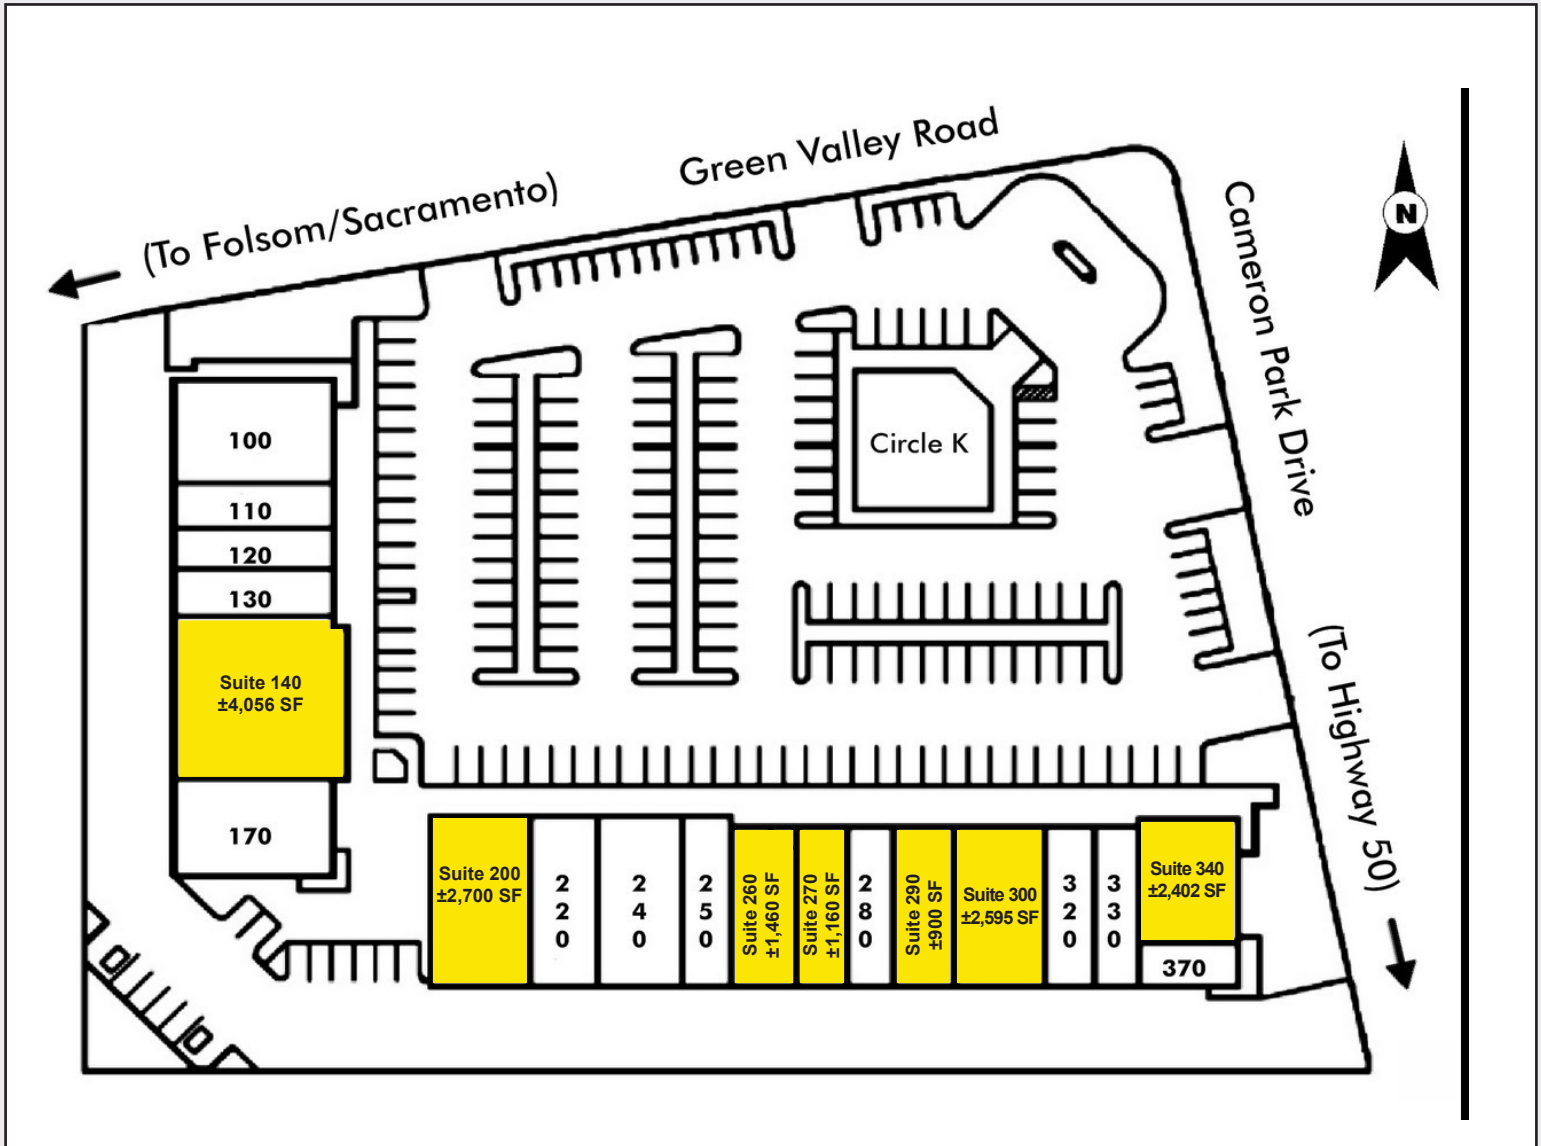 Green Valley Road
(To Folsom/Sacramento)
N
Cameron Park Drive
(To Highway 50)
Circle K
100
110
120
130
Suite 140
±4,056 SF
170
Suite 200
±2,700 SF
220
240
250
Suite 260
±1,460 SF
Suite 270
±1,160 SF
280
Suite 290
±900 SF
Suite 300
±2,595 SF
320
330
Suite 340
±2,402 SF
370